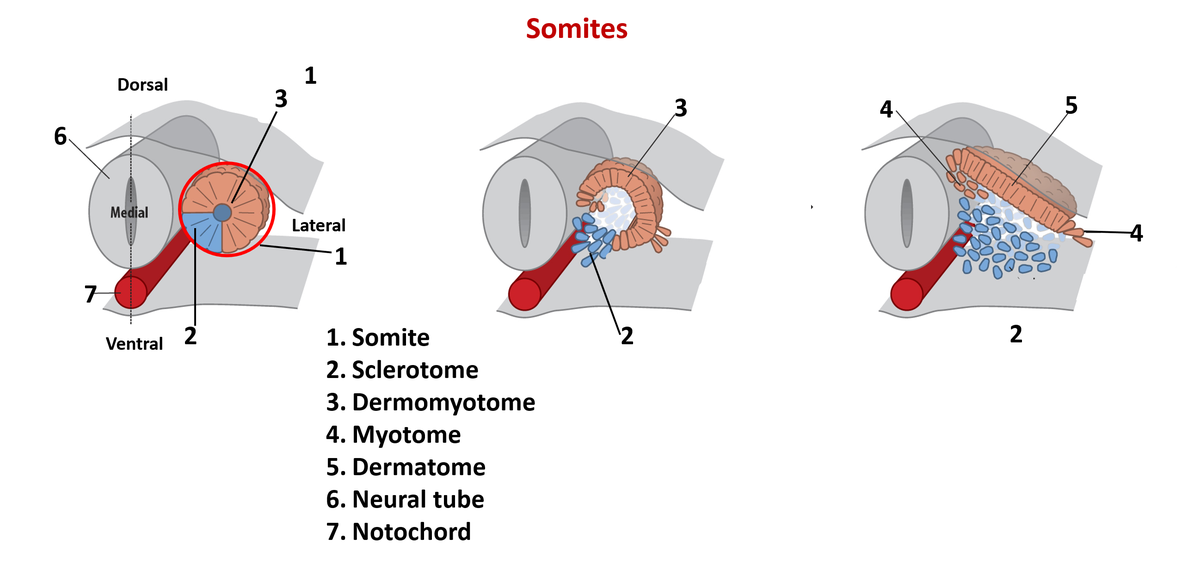 Somites
Dorsal
1
3
6
Medial
Lateral
1
7
Ventral
2
3
2
4
5
4
2
1. Somite
2. Sclerotome
3. Dermomyotome
4. Myotome
5. Dermatome
6. Neural tube
7. Notochord